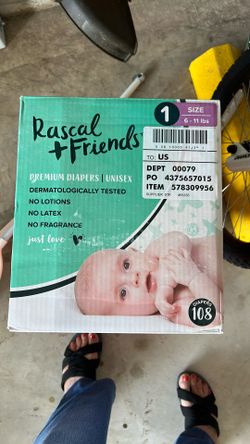 Rascal
+Friends
1
SIZE
6 - 11 lbs
TO: US
DEPT 00079
PO 4375657015
ITEM 578309956
PREMIUM DIAPERS | UNISEX
DERMATOLOGICALLY TESTED
NO LOTIONS
NO LATEX
NO FRAGRANCE
just love
DIAPERS
108